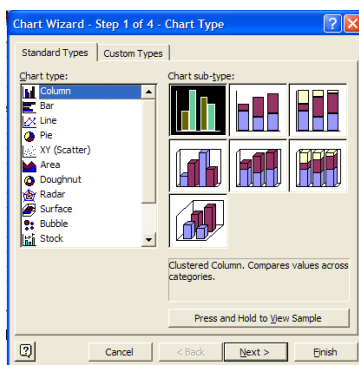 Chart Wizard - Step 1 of 4 - Chart Type
Standard Types
Custom Types
Chart type:
Column
Bar
Line
Pie
XY (Scatter)
Area
Doughnut
Radar
Surface
Bubble
Stock
Chart sub-type:
Clustered Column. Compares values across
categories.
Press and Hold to View Sample
Cancel
< Back
Next >
Finish